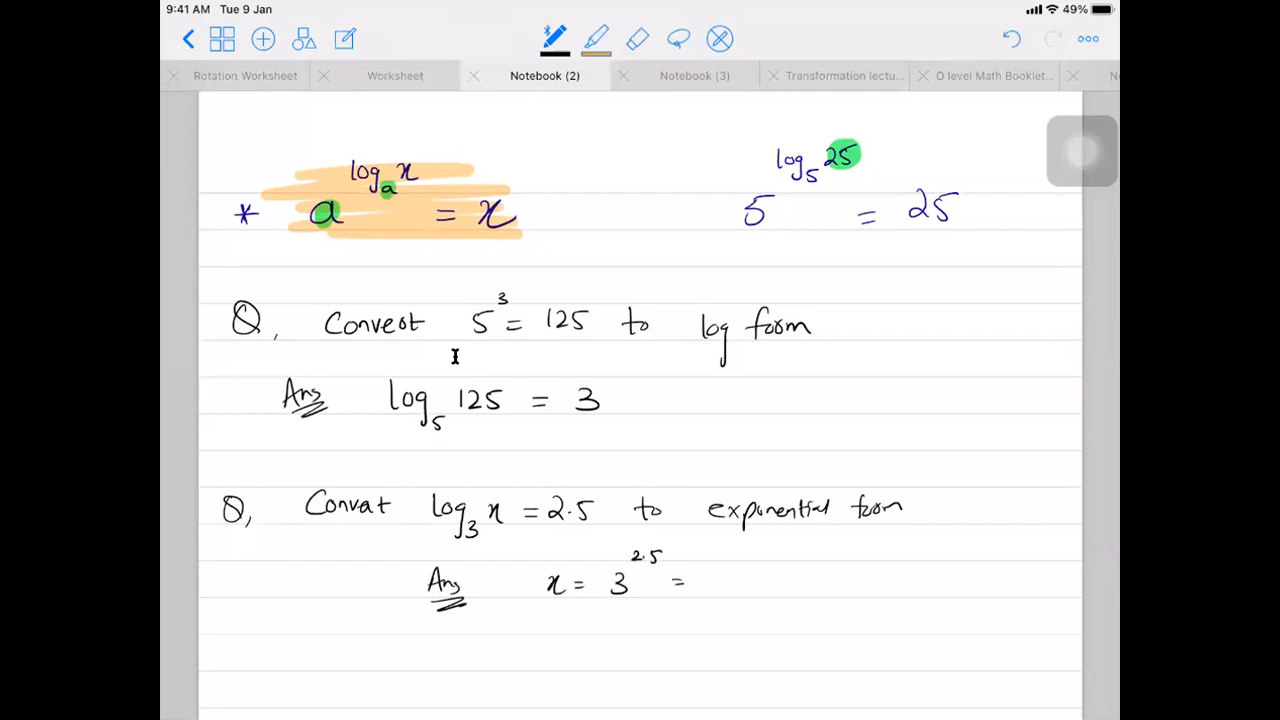 9:41 AM Tue 9 Jan 49%
Rotation Worksheet Worksheet Notebook (2) Notebook (3) Transformation lectu... O level Math Booklet...
* a^(log_a x) = x
5^(log_5 25) = 25
Q, Convert 5^3 = 125 to log form
Ans log_5 125 = 3
Q, Convat log_3 x = 2.5 to exponential form
Ans x = 3^2.5 =